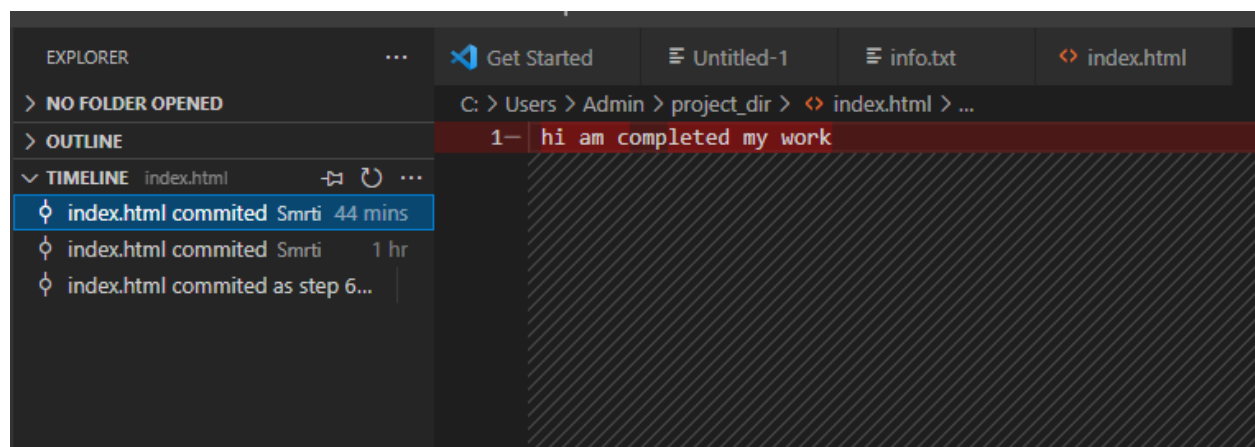 EXPLORER ...
> NO FOLDER OPENED
> OUTLINE
TIMELINE index.html ...
index.html commited Smrti 44 mins
index.html commited Smrti 1 hr
index.html commited as step 6...
Get Started Untitled-1 info.txt <> index.html
C: > Users > Admin > project_dir > <> index.html > ...
1— hi am completed my work